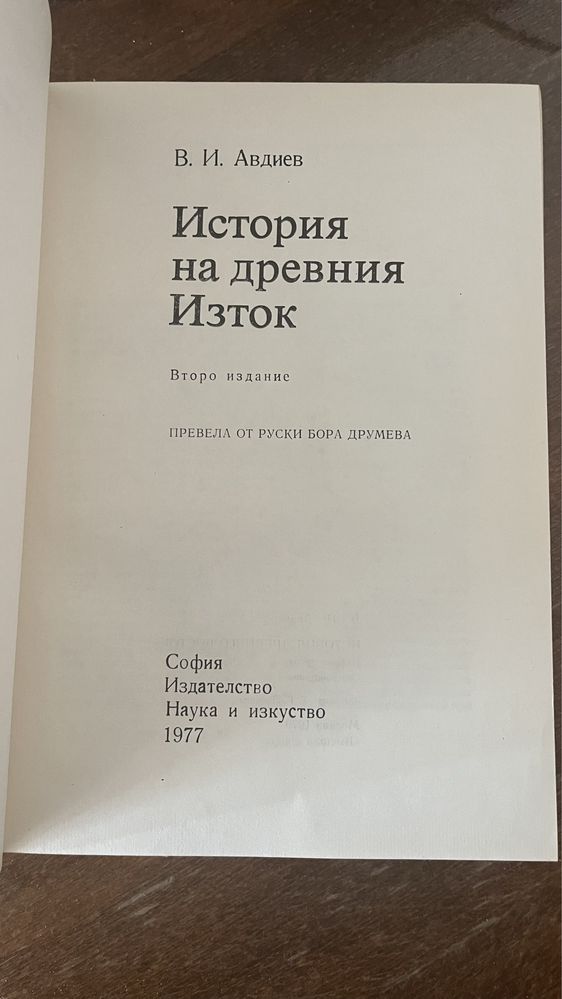 В. И. Авдиев
История
на древния
Изток
Второ издание
ПРЕВЕЛА ОТ РУСКИ БОРА ДРУМЕВА
София
Издателство
Наука и изкуство
1977